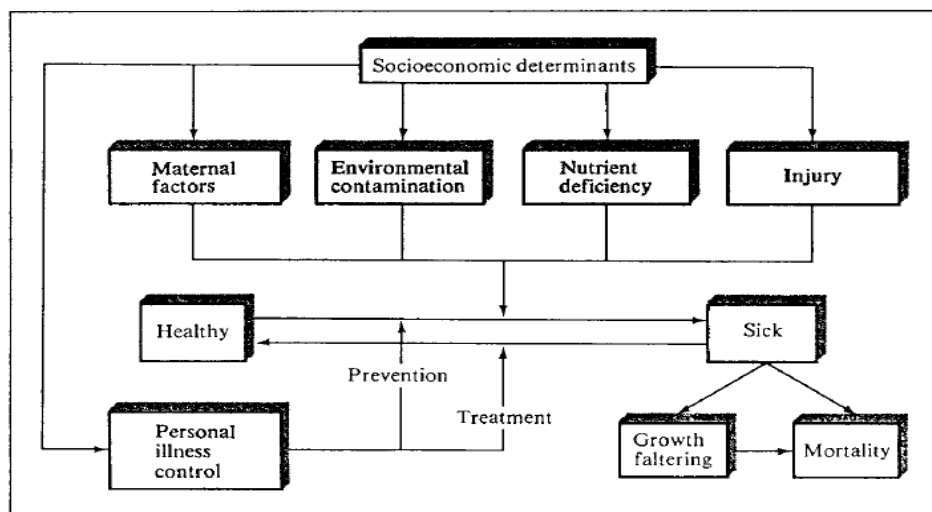 Socioeconomic determinants
Maternal
factors
Environmental
contamination
Nutrient
deficiency
Injury
Healthy
Sick
Prevention
Treatment
Personal
illness
control
Growth
faltering
Mortality